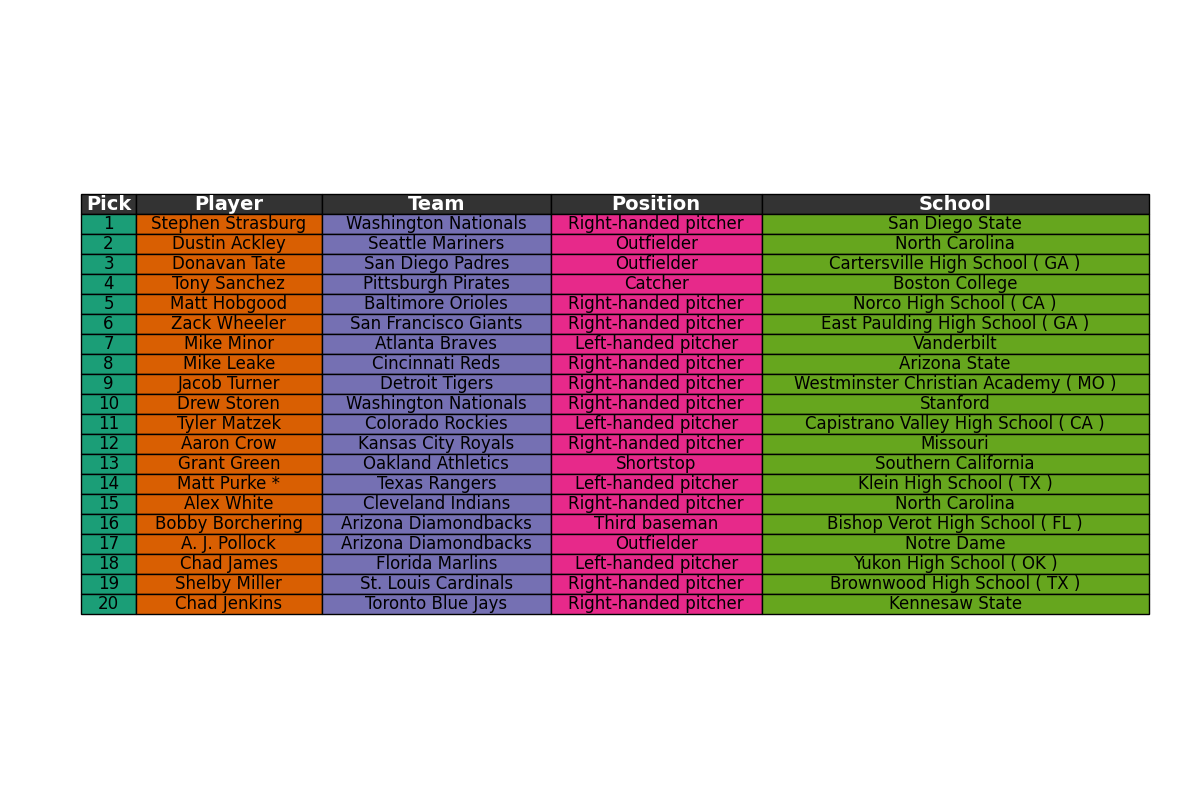 Pick Player Team Position School
1 Stephen Strasburg Washington Nationals Right-handed pitcher San Diego State
2 Dustin Ackley Seattle Mariners Outfielder North Carolina
3 Donavan Tate San Diego Padres Outfielder Cartersville High School ( GA )
4 Tony Sanchez Pittsburgh Pirates Catcher Boston College
5 Matt Hobgood Baltimore Orioles Right-handed pitcher Norco High School ( CA )
6 Zack Wheeler San Francisco Giants Right-handed pitcher East Paulding High School ( GA )
7 Mike Minor Atlanta Braves Left-handed pitcher Vanderbilt
8 Mike Leake Cincinnati Reds Right-handed pitcher Arizona State
9 Jacob Turner Detroit Tigers Right-handed pitcher Westminster Christian Academy ( MO )
10 Drew Storen Washington Nationals Right-handed pitcher Stanford
11 Tyler Matzek Colorado Rockies Left-handed pitcher Capistrano Valley High School ( CA )
12 Aaron Crow Kansas City Royals Right-handed pitcher Missouri
13 Grant Green Oakland Athletics Shortstop Southern California
14 Matt Purke * Texas Rangers Left-handed pitcher Klein High School ( TX )
15 Alex White Cleveland Indians Right-handed pitcher North Carolina
16 Bobby Borchering Arizona Diamondbacks Third baseman Bishop Verot High School ( FL )
17 A. J. Pollock Arizona Diamondbacks Outfielder Notre Dame
18 Chad James Florida Marlins Left-handed pitcher Yukon High School ( OK )
19 Shelby Miller St. Louis Cardinals Right-handed pitcher Brownwood High School ( TX )
20 Chad Jenkins Toronto Blue Jays Right-handed pitcher Kennesaw State